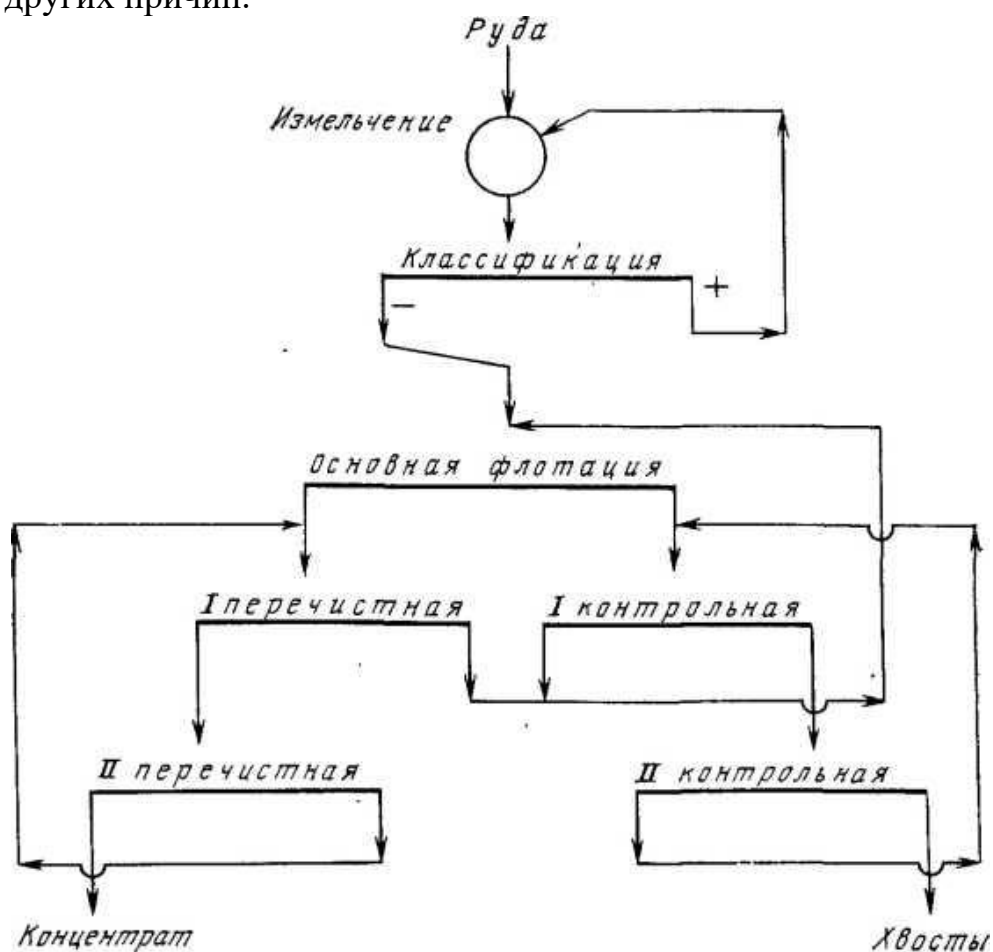 других причин.
Руда
Измельчение
Классификация
+
−
Основная флотация
I перечистная
I контрольная
II перечистная
II контрольная
Концентрат
Хвосты